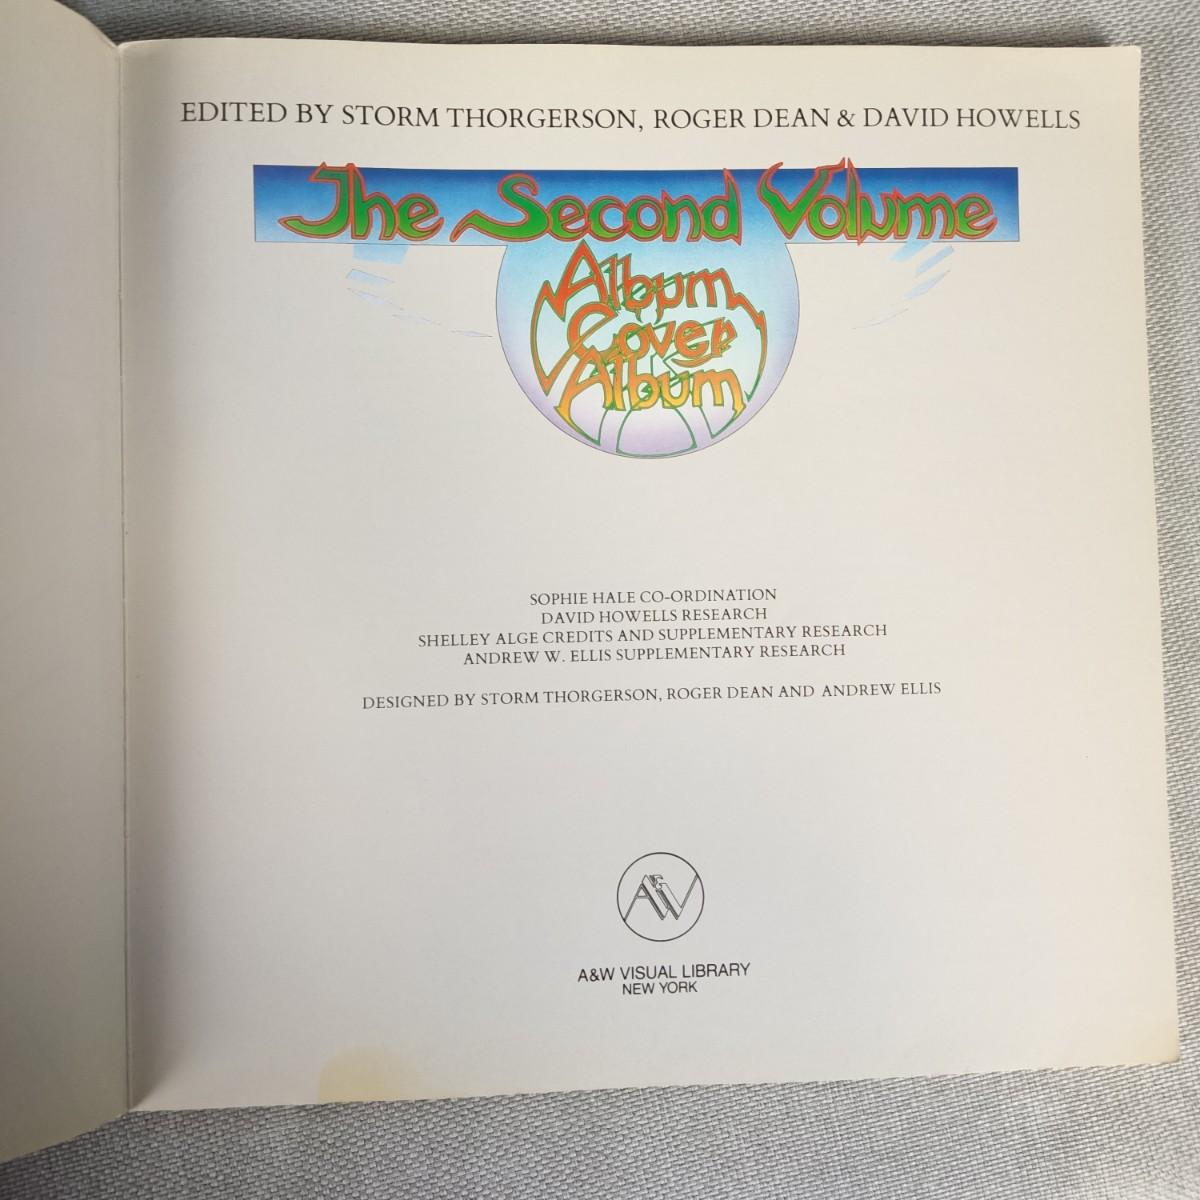 EDITED BY STORM THORGERSON, ROGER DEAN & DAVID HOWELLS
The Second Volume
Album
Cover
Album
SOPHIE HALE CO-ORDINATION
DAVID HOWELLS RESEARCH
SHELLEY ALGE CREDITS AND SUPPLEMENTARY RESEARCH
ANDREW W. ELLIS SUPPLEMENTARY RESEARCH
DESIGNED BY STORM THORGERSON, ROGER DEAN AND ANDREW ELLIS
A&W
A&W VISUAL LIBRARY
NEW YORK